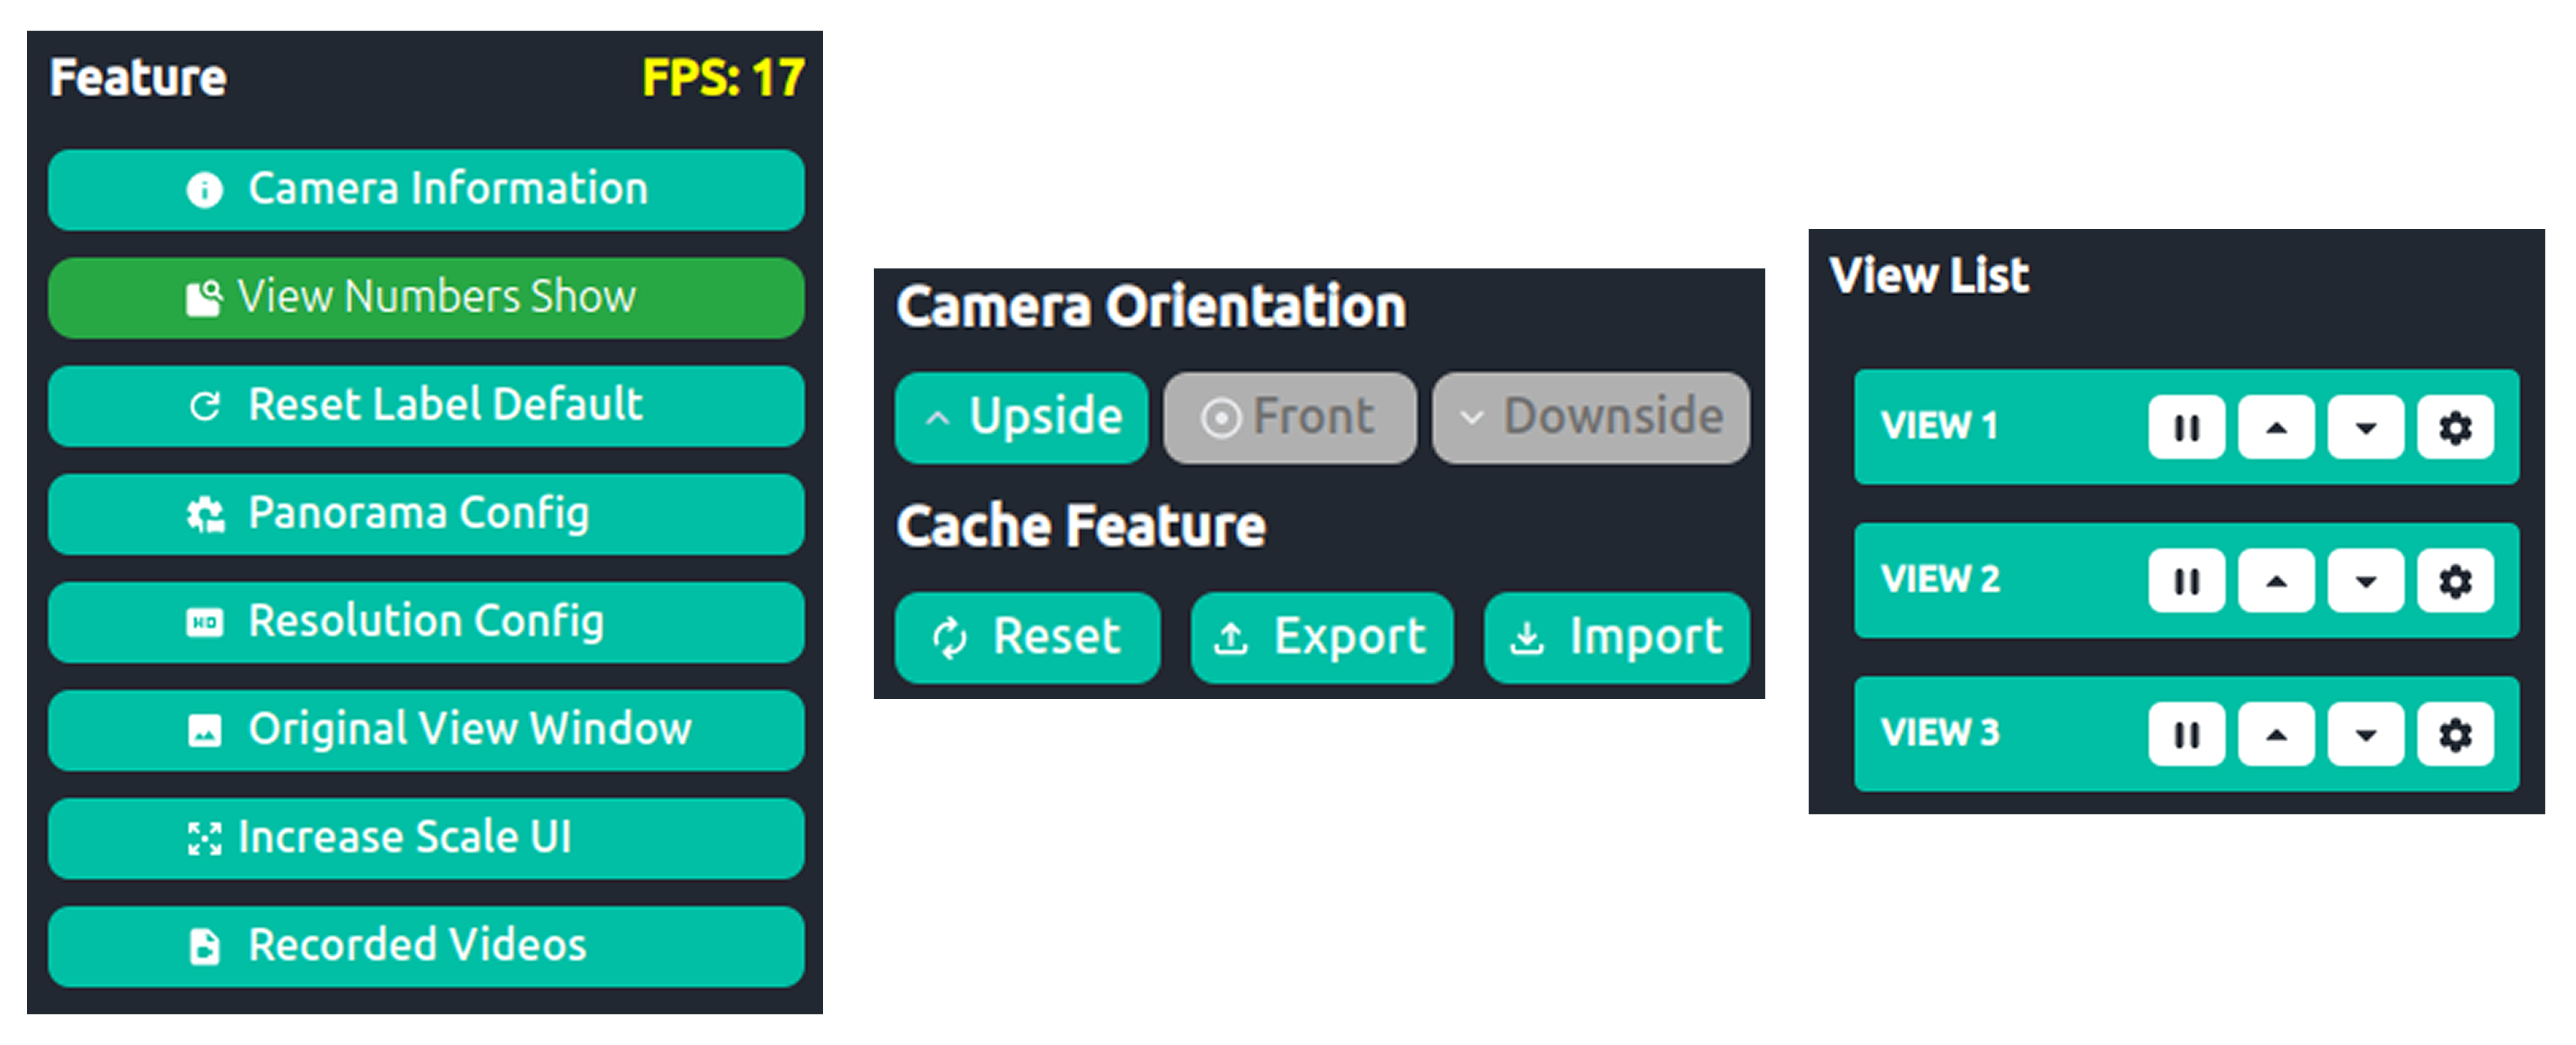 Feature FPS: 17
Camera Information
View Numbers Show
Reset Label Default
Panorama Config
HD Resolution Config
Original View Window
Increase Scale UI
Recorded Videos
Camera Orientation
Upside Front Downside
Cache Feature
Reset Export Import
View List
VIEW 1
VIEW 2
VIEW 3